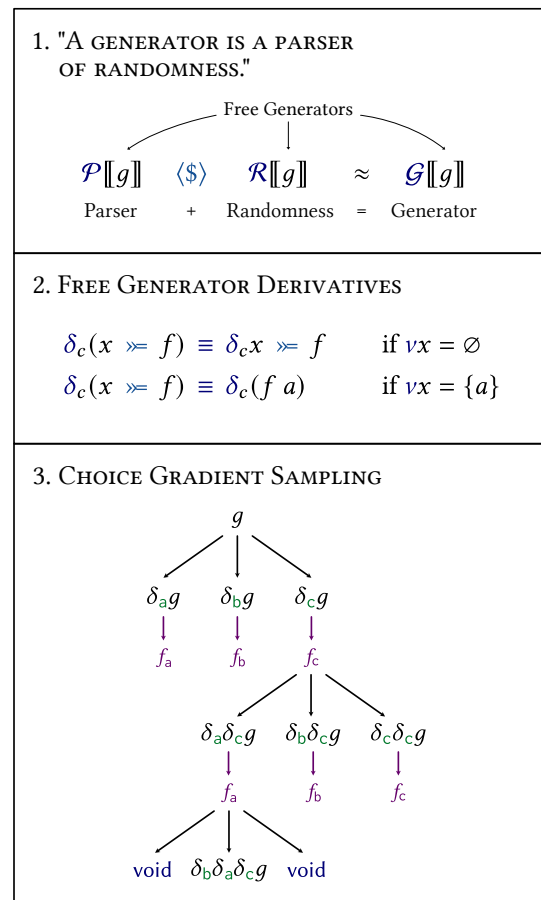 1. "A GENERATOR IS A PARSER
OF RANDOMNESS."
Free Generators
𝒫⟦g⟧ ⟨$⟩ ℛ⟦g⟧ ≈ 𝒢⟦g⟧
Parser + Randomness = Generator
2. FREE GENERATOR DERIVATIVES
δc(x ≫= f) ≡ δcx ≫= f if νx = ∅
δc(x ≫= f) ≡ δc(f a) if νx = {a}
3. CHOICE GRADIENT SAMPLING
g
δag δbg δcg
fa fb fc
δaδcg δbδcg δcδcg
fa fb fc
void δbδaδcg void